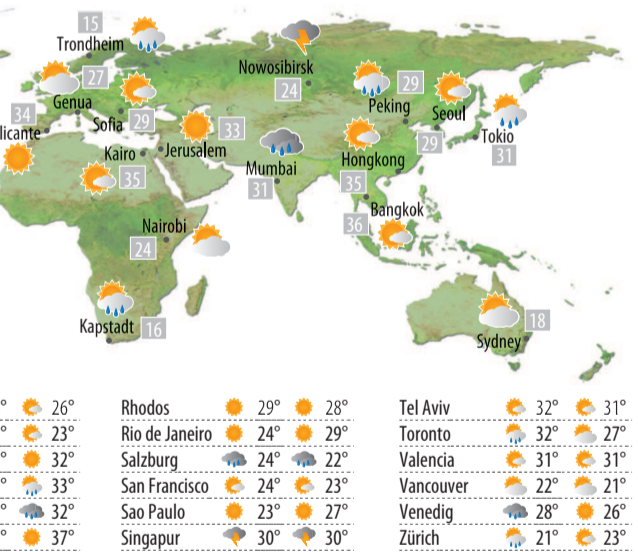 15
Trondheim
Nowosibirsk
24
27
Genua
29
Peking
Seoul
34
licante
Sofia
29
33
Jerusalem
Kairo
35
Mumbai
31
Hongkong
35
29
Tokio
31
36
Bangkok
Nairobi
24
Kapstadt
16
18
Sydney
° 26° Rhodos 29° 28° Tel Aviv 32° 31°
° 23° Rio de Janeiro 24° 29° Toronto 32° 27°
° 32° Salzburg 24° 22° Valencia 31° 31°
° 33° San Francisco 24° 23° Vancouver 22° 21°
° 32° Sao Paulo 23° 27° Venedig 28° 26°
° 37° Singapur 30° 30° Zürich 21° 23°